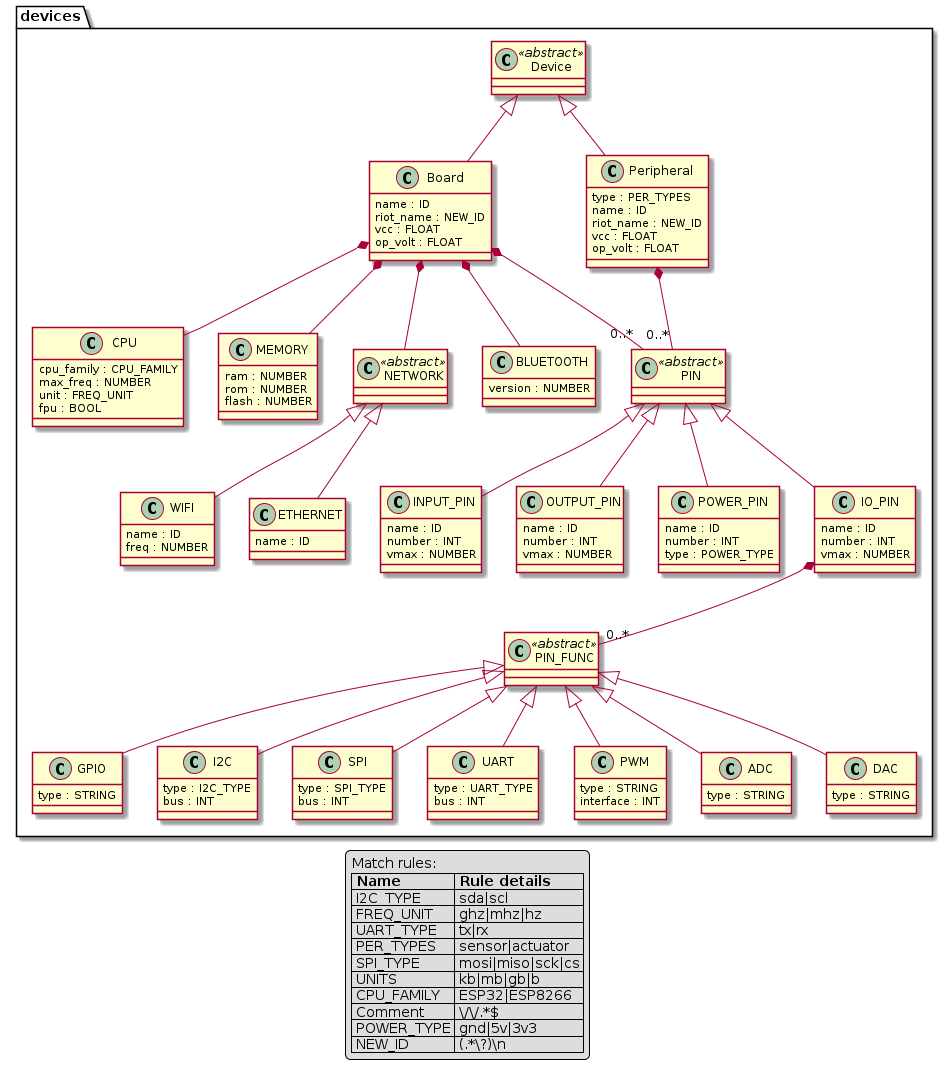 devices
C «abstract»
Device
C Board
name : ID
riot_name : NEW_ID
vcc : FLOAT
op_volt : FLOAT
C Peripheral
type : PER_TYPES
name : ID
riot_name : NEW_ID
vcc : FLOAT
op_volt : FLOAT
0..*
0..*
C CPU
cpu_family : CPU_FAMILY
max_freq : NUMBER
unit : FREQ_UNIT
fpu : BOOL
C MEMORY
ram : NUMBER
rom : NUMBER
flash : NUMBER
C «abstract»
NETWORK
C BLUETOOTH
version : NUMBER
C «abstract»
PIN
C WIFI
name : ID
freq : NUMBER
C ETHERNET
name : ID
C INPUT_PIN
name : ID
number : INT
vmax : NUMBER
C OUTPUT_PIN
name : ID
number : INT
vmax : NUMBER
C POWER_PIN
name : ID
number : INT
type : POWER_TYPE
C IO_PIN
name : ID
number : INT
vmax : NUMBER
0..*
C «abstract»
PIN_FUNC
C GPIO
type : STRING
C I2C
type : I2C_TYPE
bus : INT
C SPI
type : SPI_TYPE
bus : INT
C UART
type : UART_TYPE
bus : INT
C PWM
type : STRING
interface : INT
C ADC
type : STRING
C DAC
type : STRING
Match rules:
Name Rule details
I2C_TYPE sda|scl
FREQ_UNIT ghz|mhz|hz
UART_TYPE tx|rx
PER_TYPES sensor|actuator
SPI_TYPE mosi|miso|sck|cs
UNITS kb|mb|gb|b
CPU_FAMILY ESP32|ESP8266
Comment \/\/.*$
POWER_TYPE gnd|5v|3v3
NEW_ID (.*\?)\n